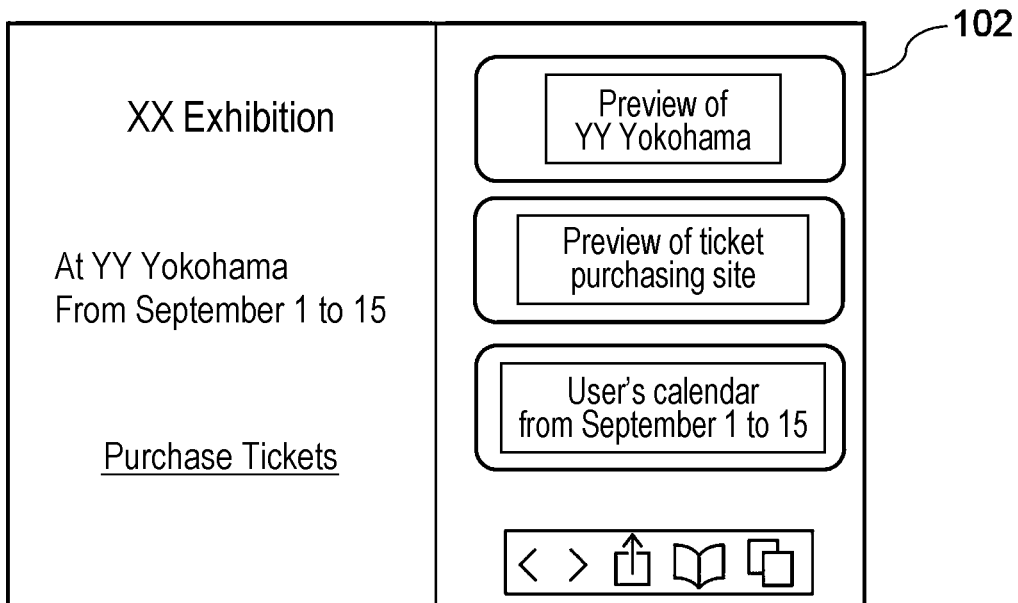 102
XX Exhibition
At YY Yokohama
From September 1 to 15
Purchase Tickets
Preview of
YY Yokohama
Preview of ticket
purchasing site
User's calendar
from September 1 to 15